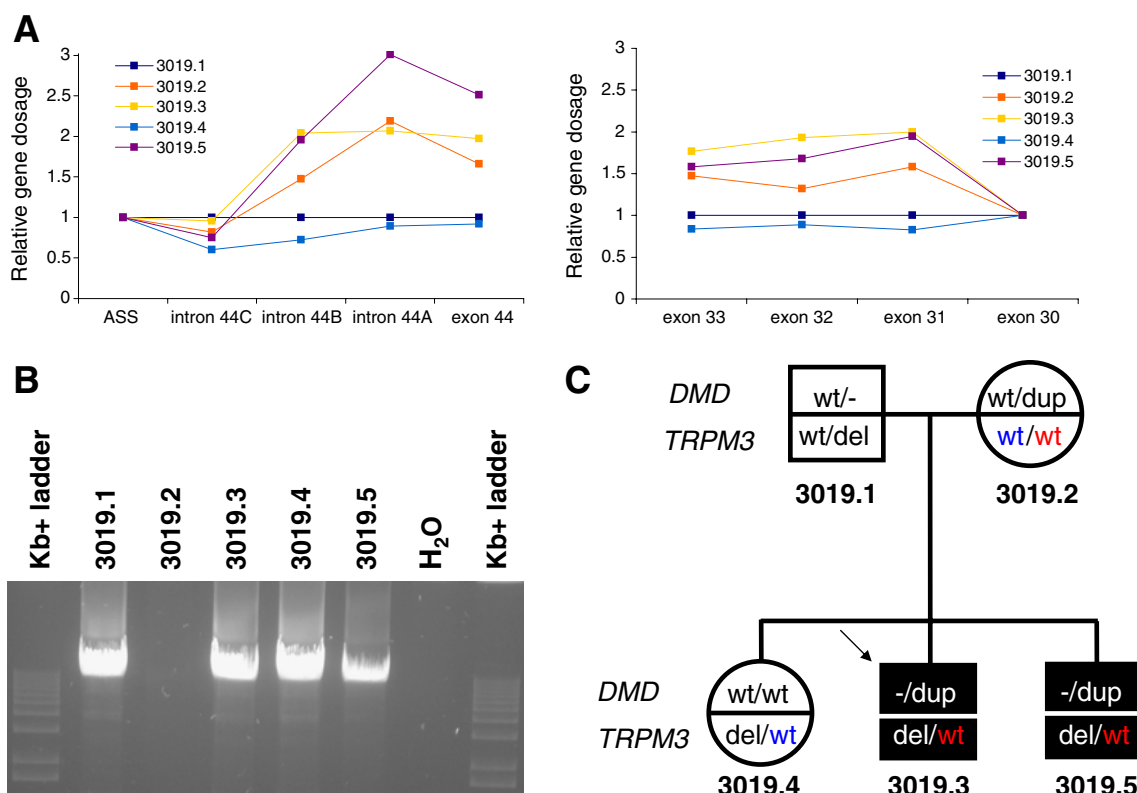 A
Relative gene dosage
3
2.5
2
1.5
1
0.5
0
3019.1
3019.2
3019.3
3019.4
3019.5
ASS intron 44C intron 44B intron 44A exon 44
Relative gene dosage
3
2.5
2
1.5
1
0.5
0
3019.1
3019.2
3019.3
3019.4
3019.5
exon 33 exon 32 exon 31 exon 30
B
Kb+ ladder
3019.1
3019.2
3019.3
3019.4
3019.5
H₂O
Kb+ ladder
C
DMD wt/- wt/dup
TRPM3 wt/del wt/wt
3019.1 3019.2
DMD wt/wt -/dup -/dup
TRPM3 del/wt del/wt del/wt
3019.4 3019.3 3019.5